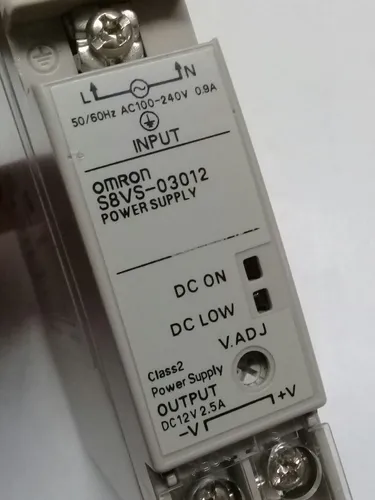 L N
50/60Hz AC100-240V 0.9A
INPUT
omron
S8VS-03012
POWER SUPPLY
DC ON
DC LOW
V.ADJ
Class2
Power Supply
OUTPUT
DC12V 2.5A
-V +V